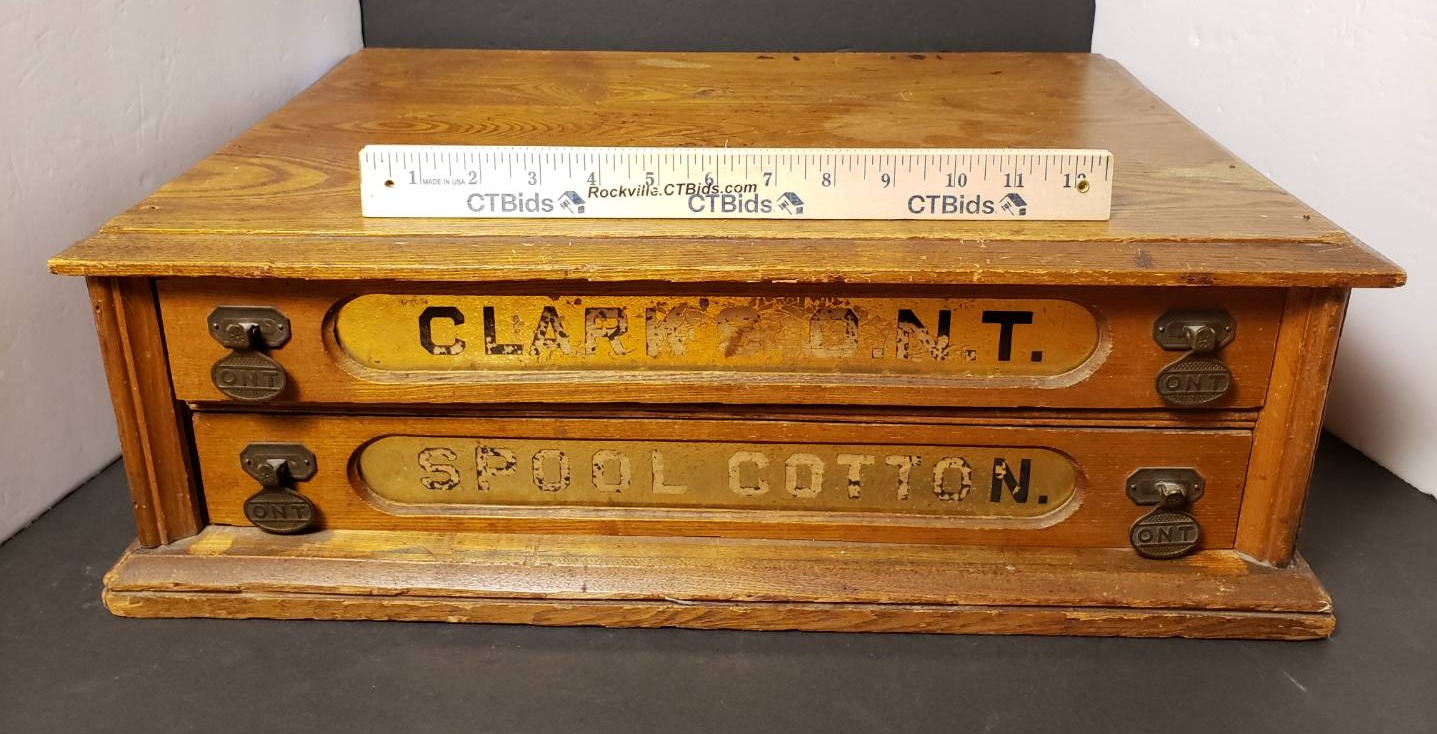 1 MADE IN USA 2 3 4 5 6 7 8 9 10 11 12
Rockville.CTBids.com
CTBids CTBids CTBids
CLARK'S O.N.T.
ONT ONT
SPOOL COTTON.
ONT ONT